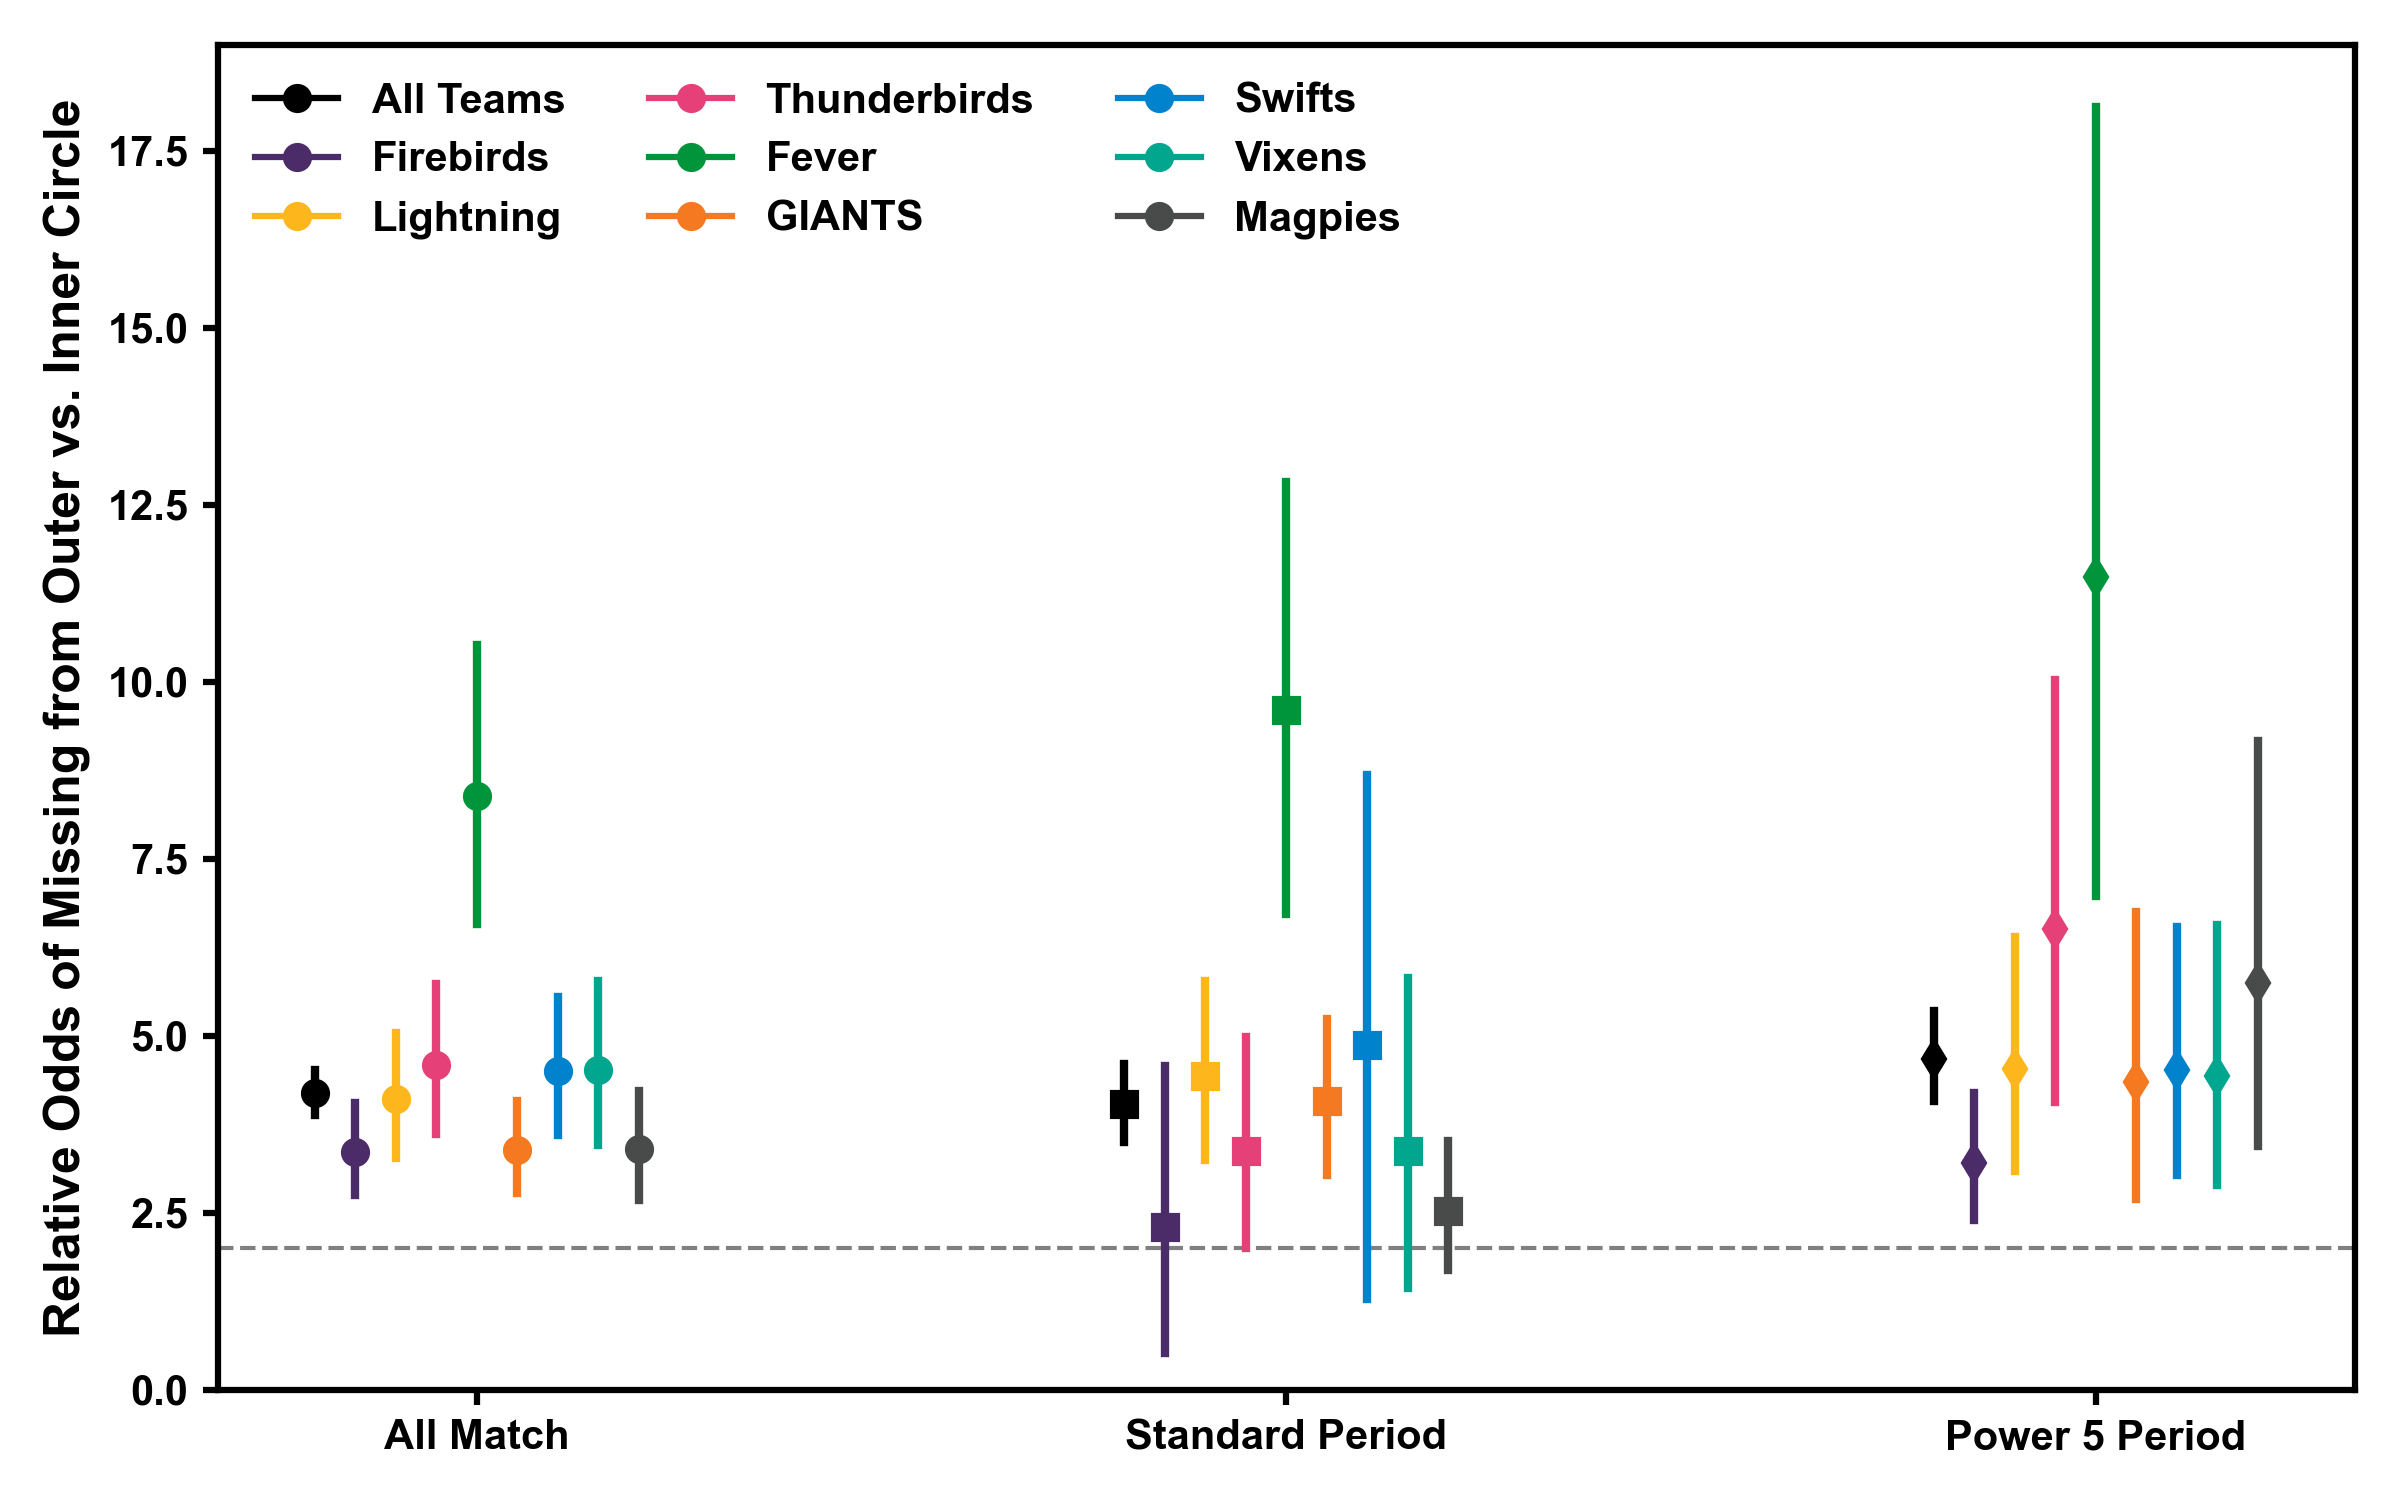 Relative Odds of Missing from Outer vs. Inner Circle
17.5
15.0
12.5
10.0
7.5
5.0
2.5
0.0
All Teams
Firebirds
Lightning
Thunderbirds
Fever
GIANTS
Swifts
Vixens
Magpies
All Match
Standard Period
Power 5 Period